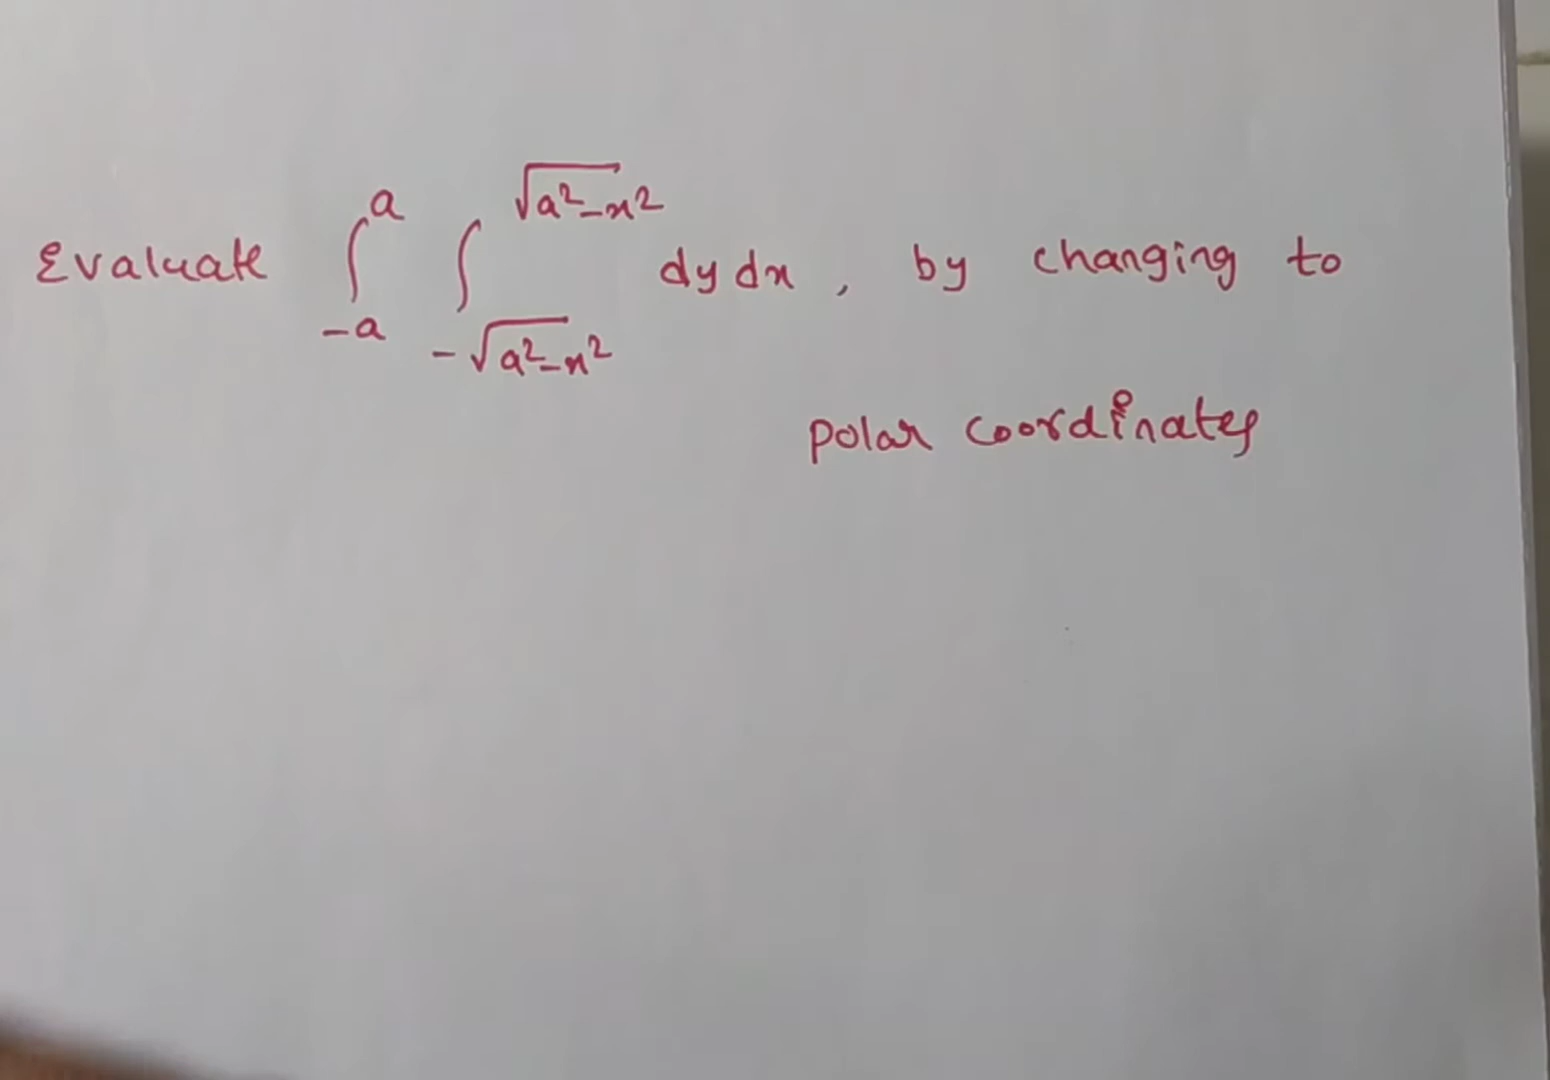 Evaluate ∫_{-a}^{a} ∫_{-√(a²-x²)}^{√(a²-x²)} dy dx , by changing to
polar coordinates